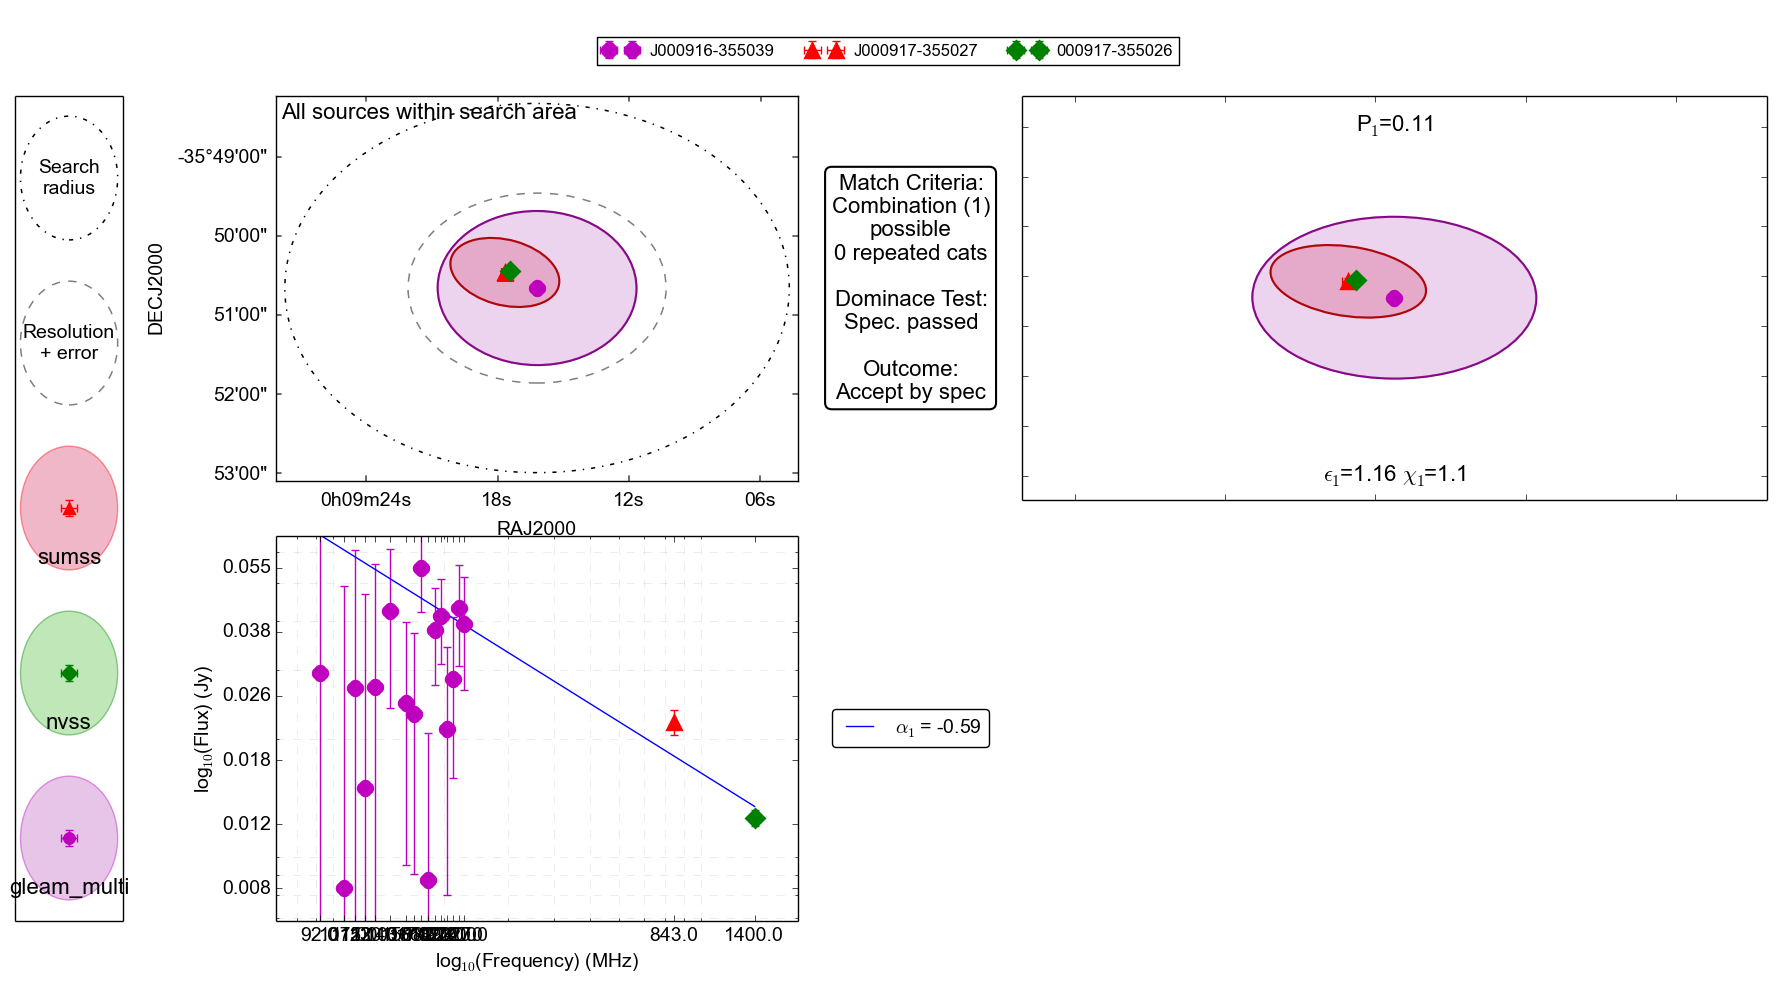 J000916-355039 J000917-355027 000917-355026
Search
radius
Resolution
+ error
sumss
nvss
gleam_multi
All sources within search area
-35°49'00"
50'00"
51'00"
52'00"
53'00"
DECJ2000
0h09m24s 18s 12s 06s
RAJ2000
Match Criteria:
Combination (1)
possible
0 repeated cats
Dominace Test:
Spec. passed
Outcome:
Accept by spec
P₁=0.11
ϵ₁=1.16 χ₁=1.1
0.055
0.038
0.026
0.018
0.012
0.008
log₁₀(Flux) (Jy)
843.0 1400.0
log₁₀(Frequency) (MHz)
α₁ = -0.59